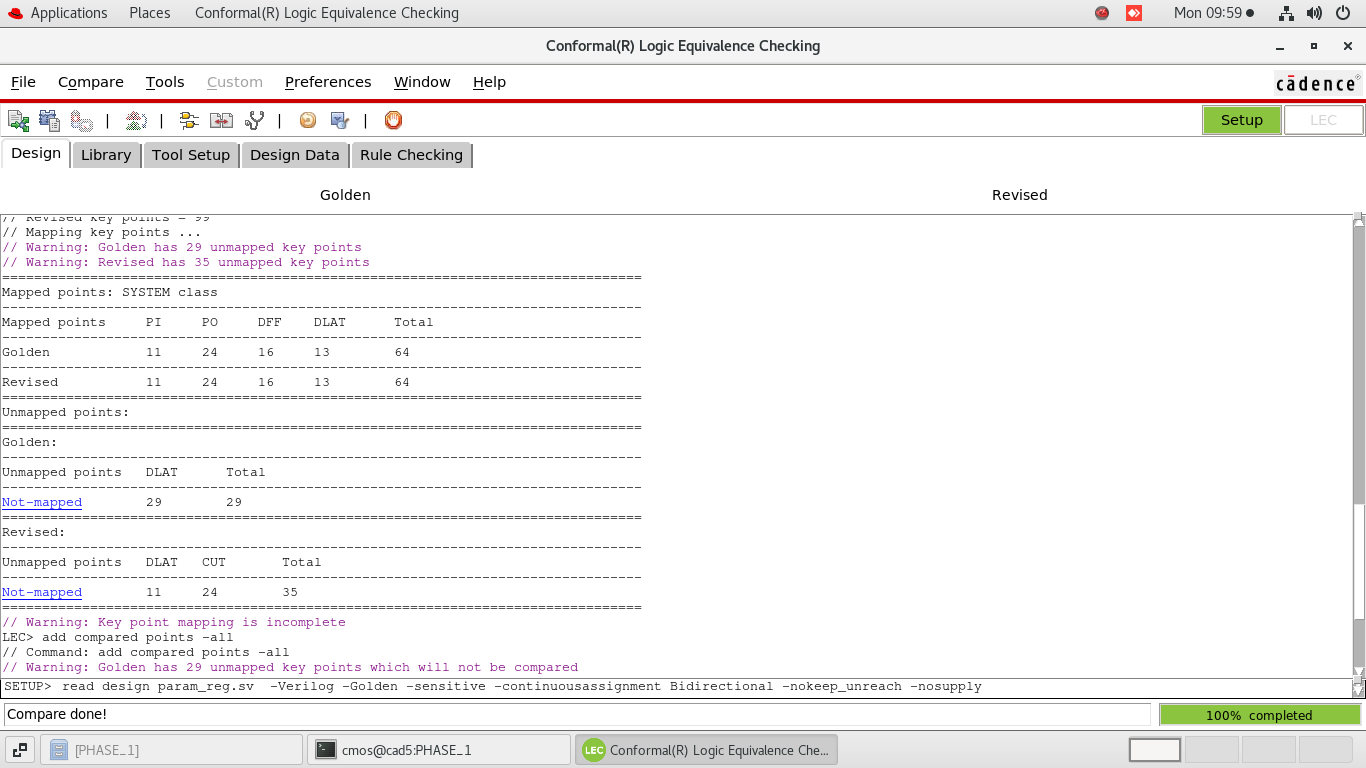 Applications Places Conformal(R) Logic Equivalence Checking Mon 09:59
Conformal(R) Logic Equivalence Checking
File Compare Tools Custom Preferences Window Help cādence
Setup LEC
Design Library Tool Setup Design Data Rule Checking
Golden Revised
// Revised key points = 99
// Mapping key points ...
// Warning: Golden has 29 unmapped key points
// Warning: Revised has 35 unmapped key points
================================================================================
Mapped points: SYSTEM class
--------------------------------------------------------------------------------
Mapped points     PI     PO     DFF    DLAT      Total
--------------------------------------------------------------------------------
Golden            11     24     16     13        64
--------------------------------------------------------------------------------
Revised           11     24     16     13        64
================================================================================
Unmapped points:
================================================================================
Golden:
--------------------------------------------------------------------------------
Unmapped points   DLAT      Total
--------------------------------------------------------------------------------
Not-mapped        29        29
================================================================================
Revised:
--------------------------------------------------------------------------------
Unmapped points   DLAT   CUT       Total
--------------------------------------------------------------------------------
Not-mapped        11     24        35
================================================================================
// Warning: Key point mapping is incomplete
LEC> add compared points -all
// Command: add compared points -all
// Warning: Golden has 29 unmapped key points which will not be compared
SETUP> read design param_reg.sv  -Verilog -Golden -sensitive -continuousassignment Bidirectional -nokeep_unreach -nosupply
Compare done! 100% completed
[PHASE_1] cmos@cad5:PHASE_1 LEC Conformal(R) Logic Equivalence Che...